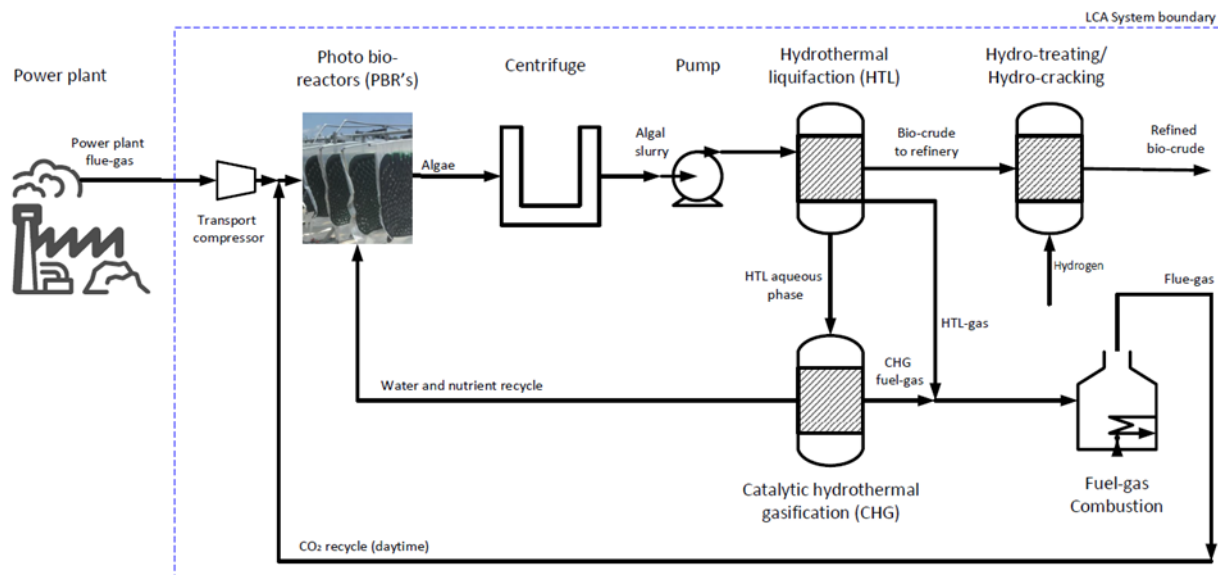 LCA System boundary
Power plant
Photo bio-
reactors (PBR's)
Centrifuge
Pump
Hydrothermal
liquifaction (HTL)
Hydro-treating/
Hydro-cracking
Power plant
flue-gas
Transport
compressor
Algae
Algal
slurry
Bio-crude
to refinery
Refined
bio-crude
HTL aqueous
phase
HTL-gas
Hydrogen
Flue-gas
Water and nutrient recycle
CHG
fuel-gas
Catalytic hydrothermal
gasification (CHG)
Fuel-gas
Combustion
CO₂ recycle (daytime)